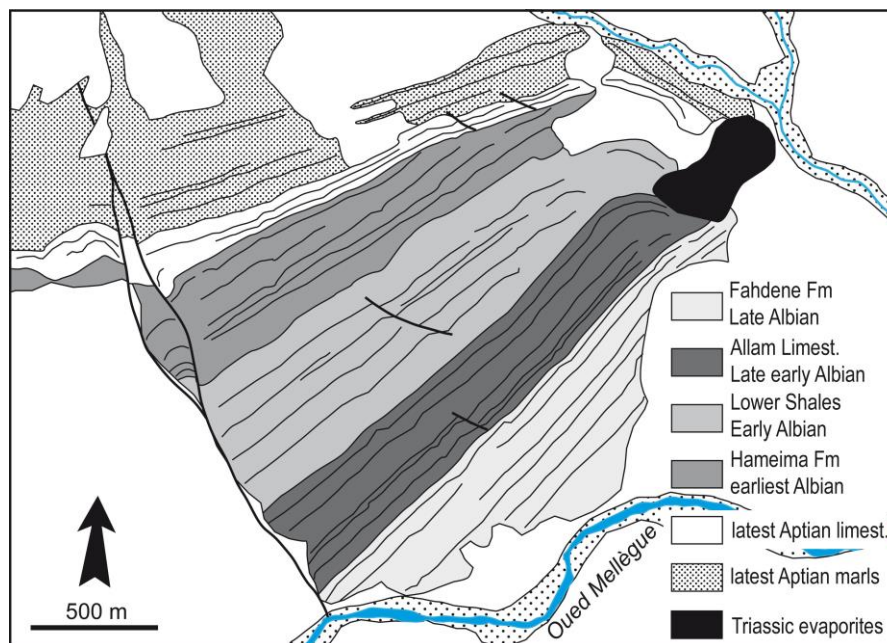 Fahdene Fm
Late Albian
Allam Limest.
Late early Albian
Lower Shales
Early Albian
Hameima Fm
earliest Albian
latest Aptian limest.
latest Aptian marls
Triassic evaporites
500 m
Oued Mellègue